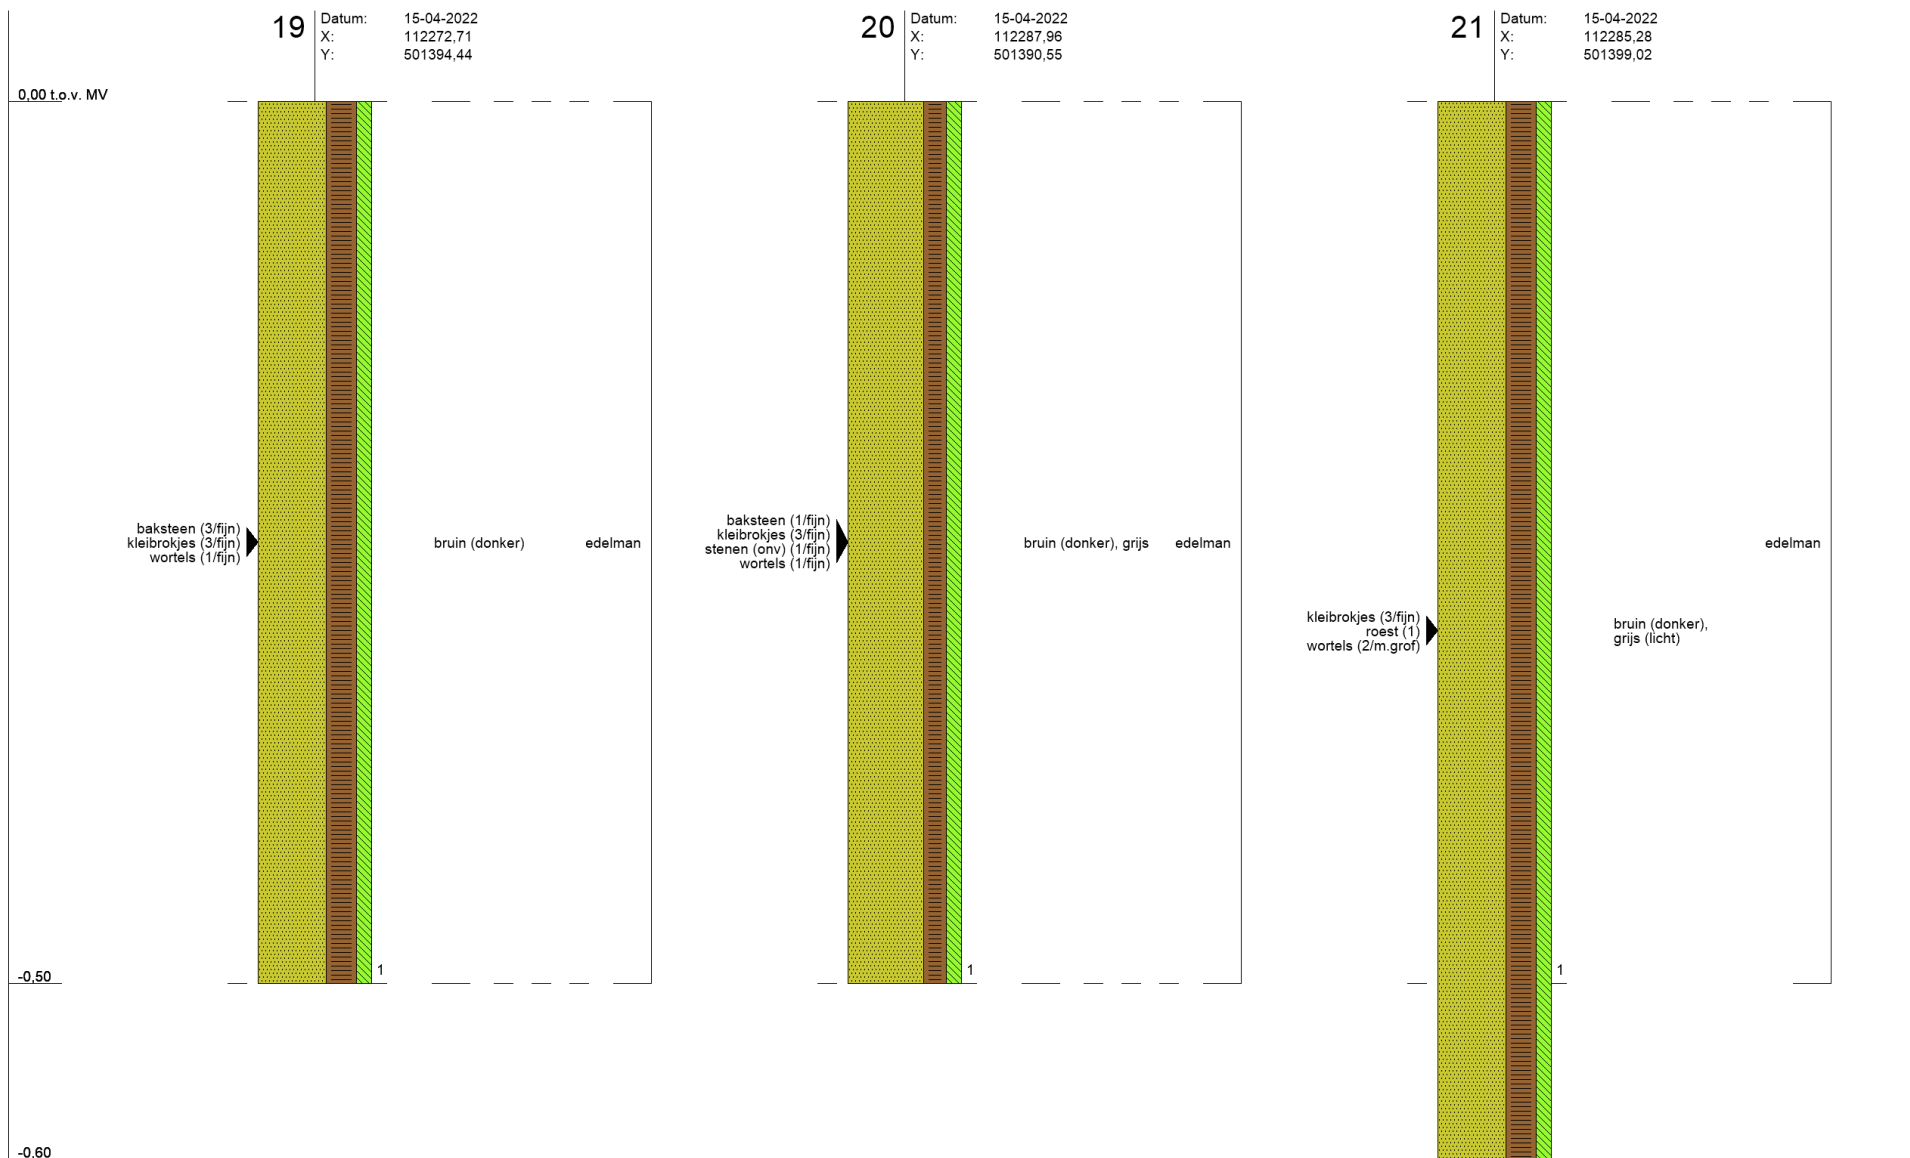 19
Datum: 15-04-2022
X: 112272,71
Y: 501394,44
20
Datum: 15-04-2022
X: 112287,96
Y: 501390,55
21
Datum: 15-04-2022
X: 112285,28
Y: 501399,02
0,00 t.o.v. MV
baksteen (3/fijn)
kleibrokjes (3/fijn)
wortels (1/fijn)
bruin (donker)
edelman
1
baksteen (1/fijn)
kleibrokjes (3/fijn)
stenen (onv) (1/fijn)
wortels (1/fijn)
bruin (donker), grijs
edelman
1
edelman
kleibrokjes (3/fijn)
roest (1)
wortels (2/m.grof)
bruin (donker),
grijs (licht)
1
-0,50
-0,60